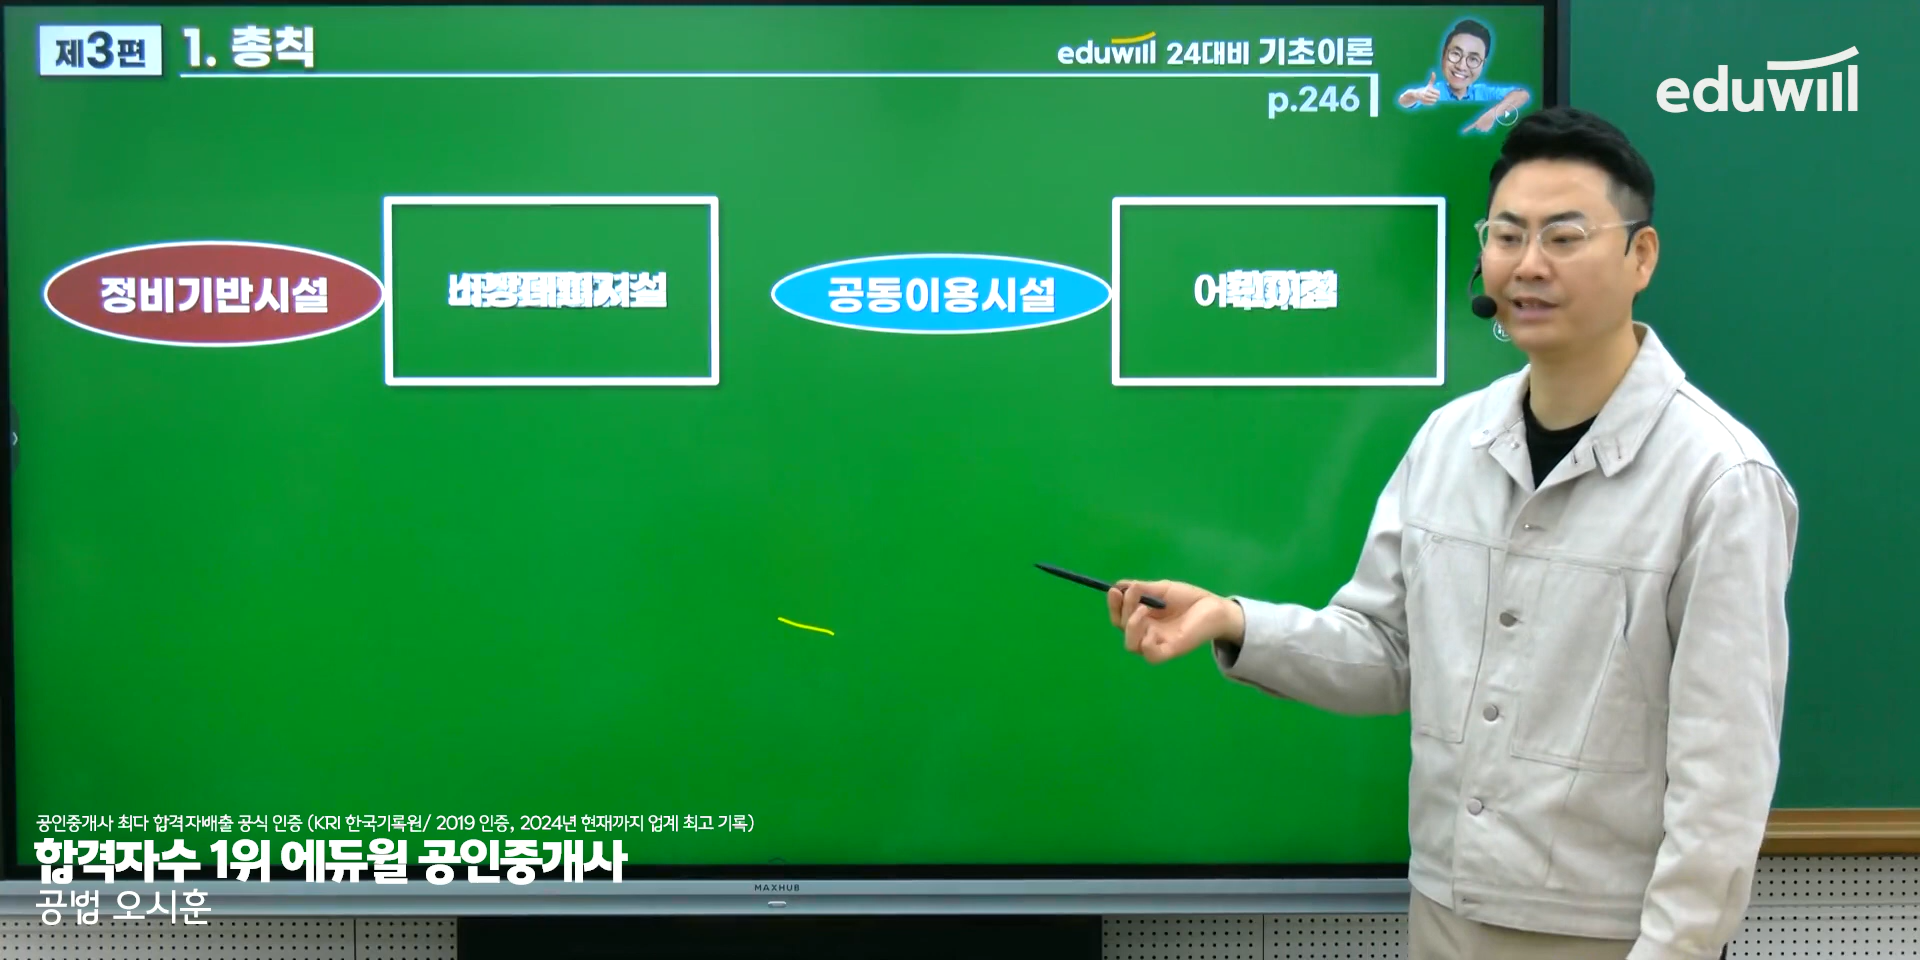 제3편 1. 총칙
eduwill 24대비 기초이론
p.246
eduwill
정비기반시설
공동이용시설
공인중개사 최다 합격자배출 공식 인증 (KRI 한국기록원/ 2019 인증, 2024년 현재까지 업계 최고 기록)
합격자수 1위 에듀윌 공인중개사
공법 오시훈
MAXHUB